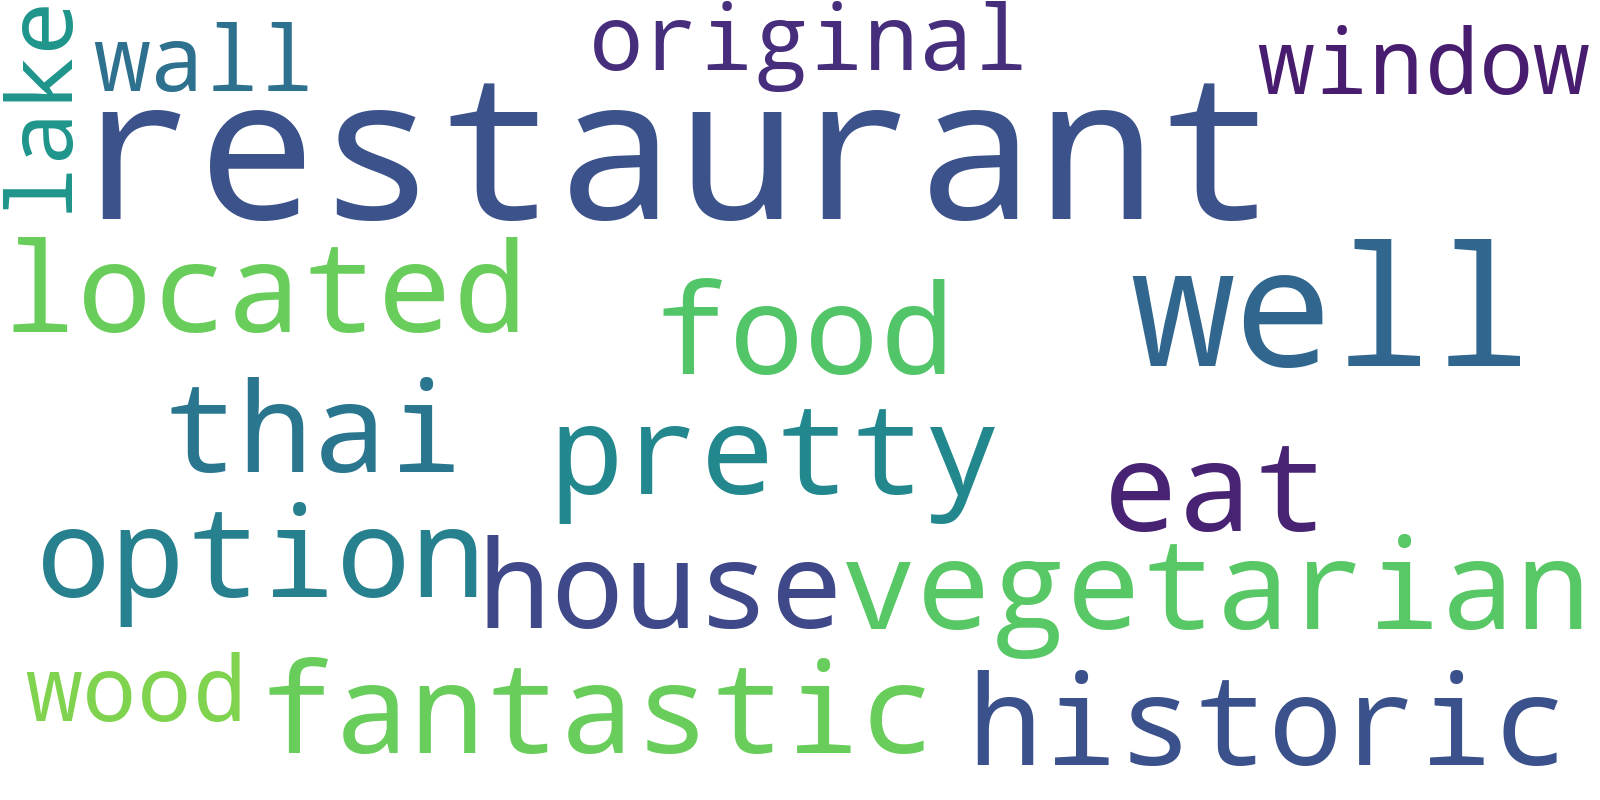 lake
wall
original
window
restaurant
located
food
well
thai
pretty
eat
option
house
vegetarian
wood
fantastic
historic